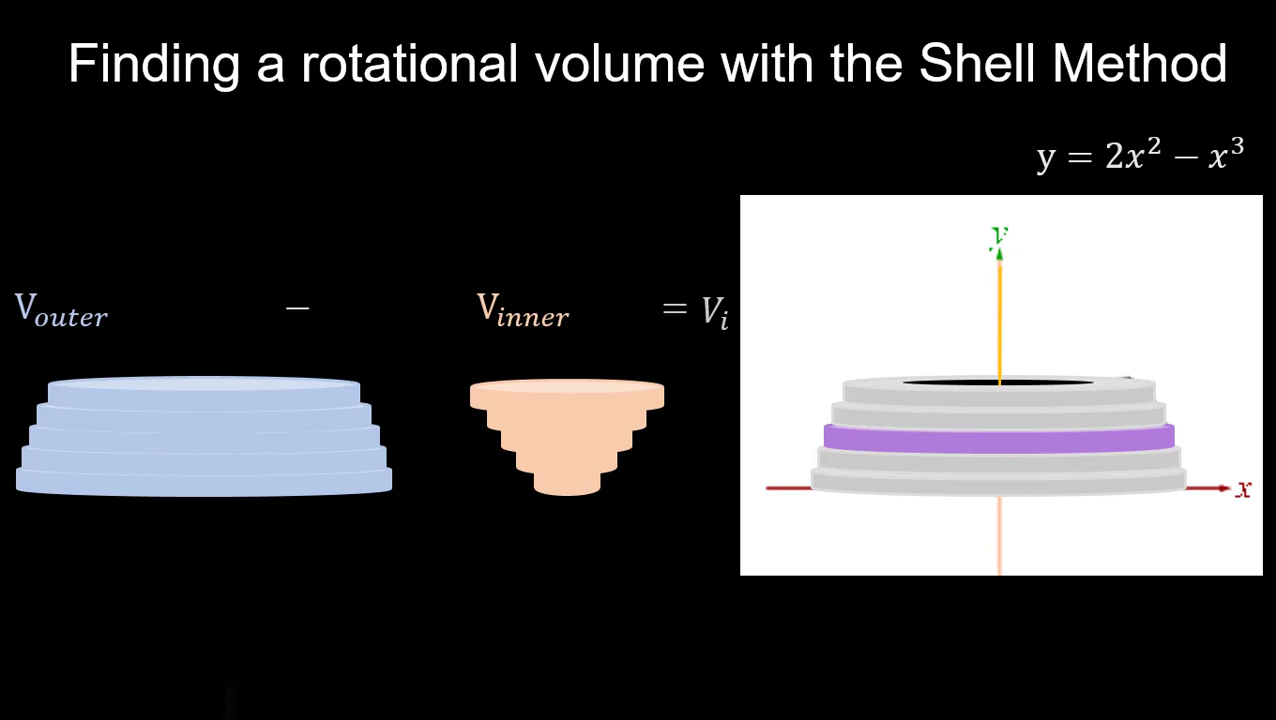 Finding a rotational volume with the Shell Method
y = 2x² − x³
y
V_outer − V_inner = V_i
x